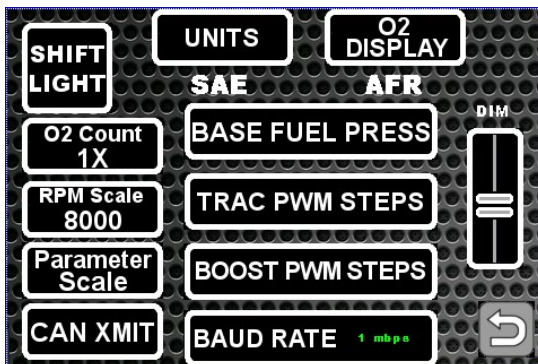 SHIFT
LIGHT
UNITS
O2
DISPLAY
SAE
AFR
DIM
O2 Count
1X
BASE FUEL PRESS
RPM Scale
8000
TRAC PWM STEPS
Parameter
Scale
BOOST PWM STEPS
CAN XMIT
BAUD RATE 1 mbps